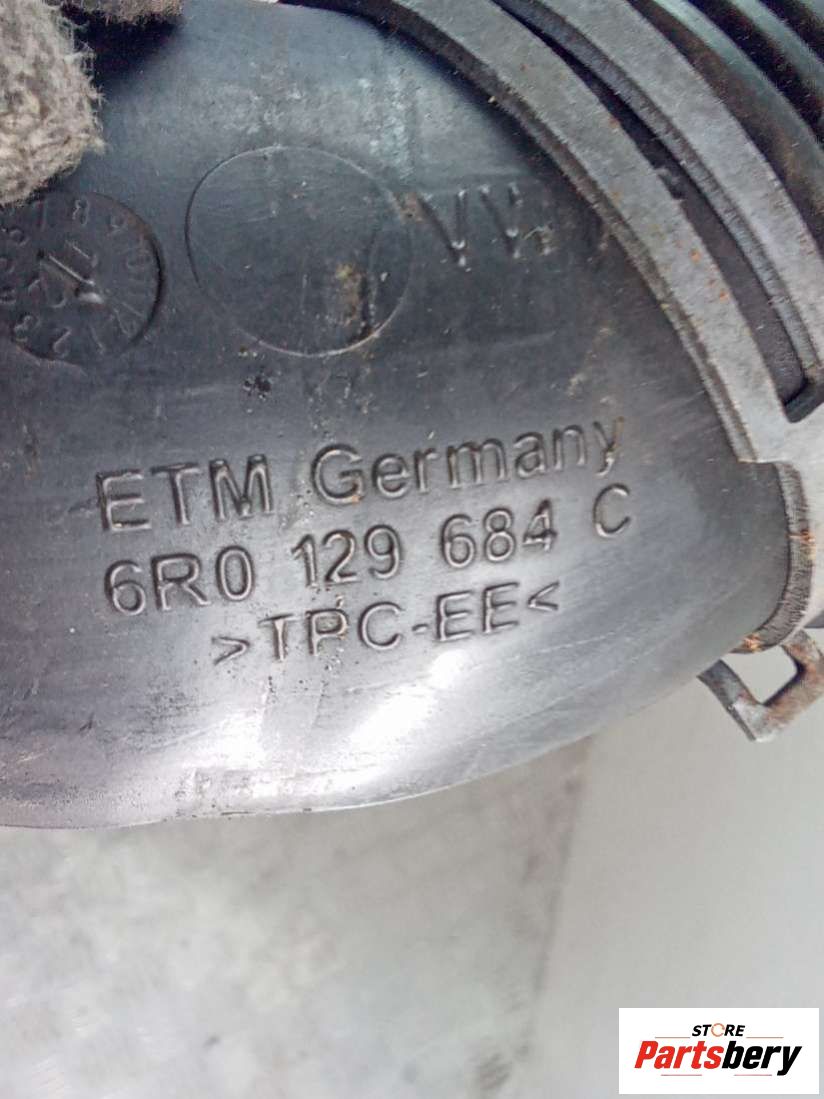 ETM Germany
6R0 129 684 C
>TPC-EE<
STORE
Partsbery